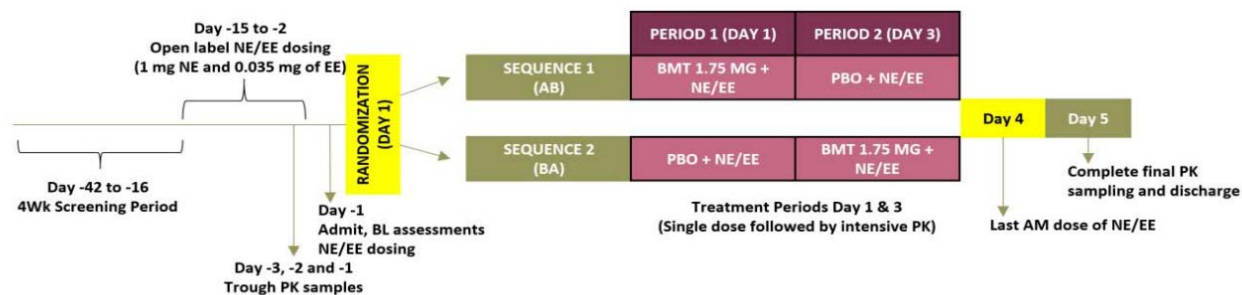 Day -15 to -2
Open label NE/EE dosing
(1 mg NE and 0.035 mg of EE)
Day -42 to -16
4Wk Screening Period
Day -1
Admit, BL assessments
NE/EE dosing
Day -3, -2 and -1
Trough PK samples
RANDOMIZATION
(DAY 1)
PERIOD 1 (DAY 1)
PERIOD 2 (DAY 3)
SEQUENCE 1
(AB)
BMT 1.75 MG +
NE/EE
PBO + NE/EE
SEQUENCE 2
(BA)
PBO + NE/EE
BMT 1.75 MG +
NE/EE
Treatment Periods Day 1 & 3
(Single dose followed by intensive PK)
Day 4
Day 5
Complete final PK
sampling and discharge
Last AM dose of NE/EE